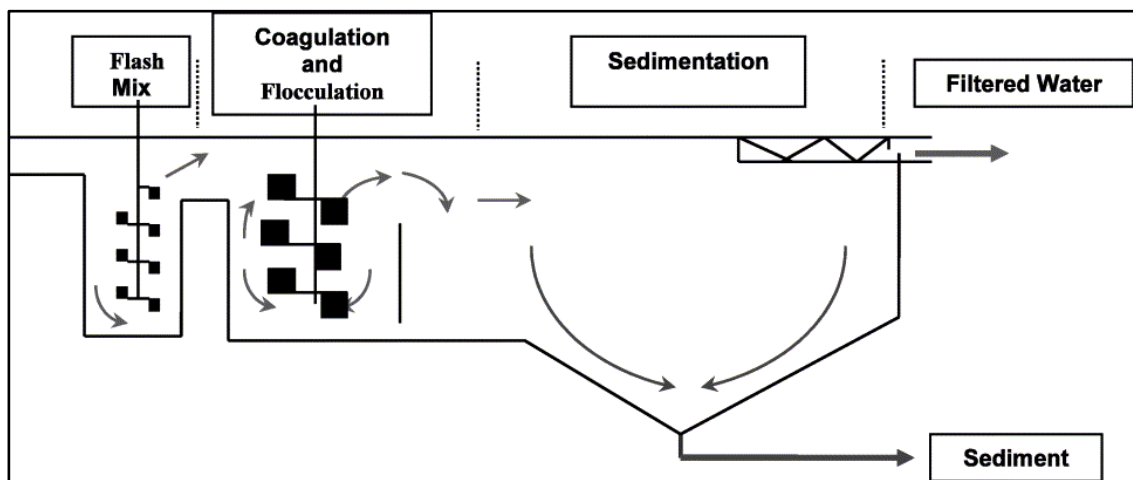 Flash
Mix
Coagulation
and
Flocculation
Sedimentation
Filtered Water
Sediment